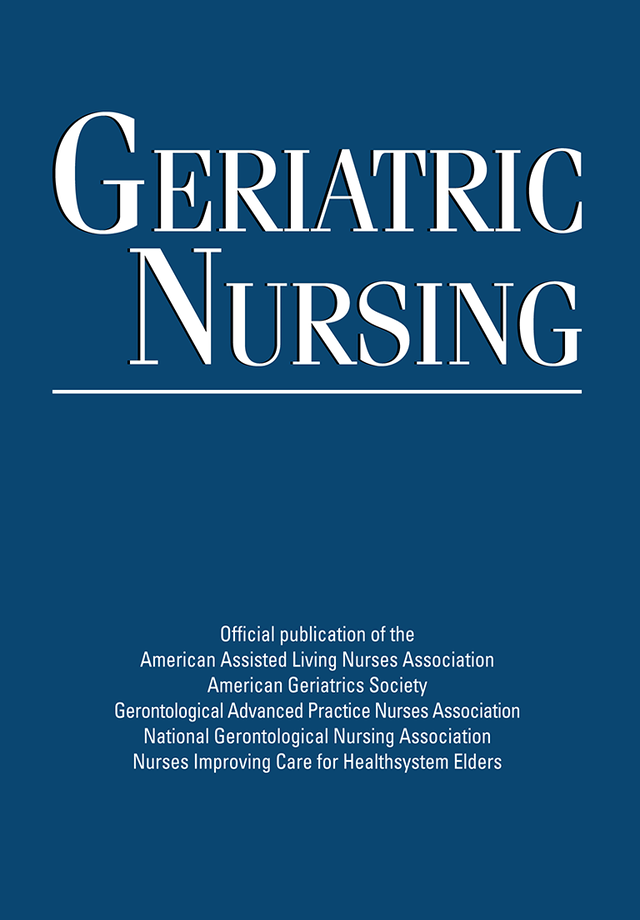 GERIATRIC
NURSING
Official publication of the
American Assisted Living Nurses Association
American Geriatrics Society
Gerontological Advanced Practice Nurses Association
National Gerontological Nursing Association
Nurses Improving Care for Healthsystem Elders